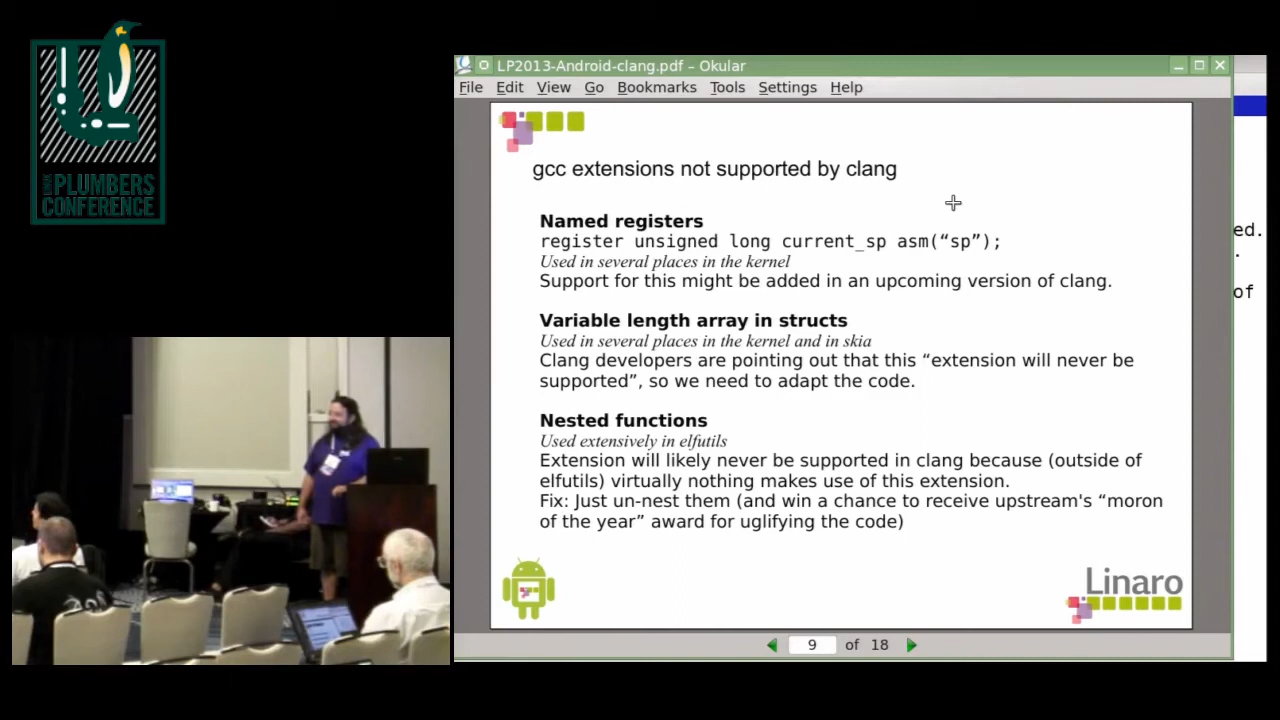 LINUX
PLUMBERS
CONFERENCE
LP2013-Android-clang.pdf – Okular
File Edit View Go Bookmarks Tools Settings Help
gcc extensions not supported by clang
Named registers
register unsigned long current_sp asm(“sp”);
Used in several places in the kernel
Support for this might be added in an upcoming version of clang.
Variable length array in structs
Used in several places in the kernel and in skia
Clang developers are pointing out that this “extension will never be
supported”, so we need to adapt the code.
Nested functions
Used extensively in elfutils
Extension will likely never be supported in clang because (outside of
elfutils) virtually nothing makes use of this extension.
Fix: Just un-nest them (and win a chance to receive upstream's “moron
of the year” award for uglifying the code)
Linaro
9 of 18
ed.
.
of